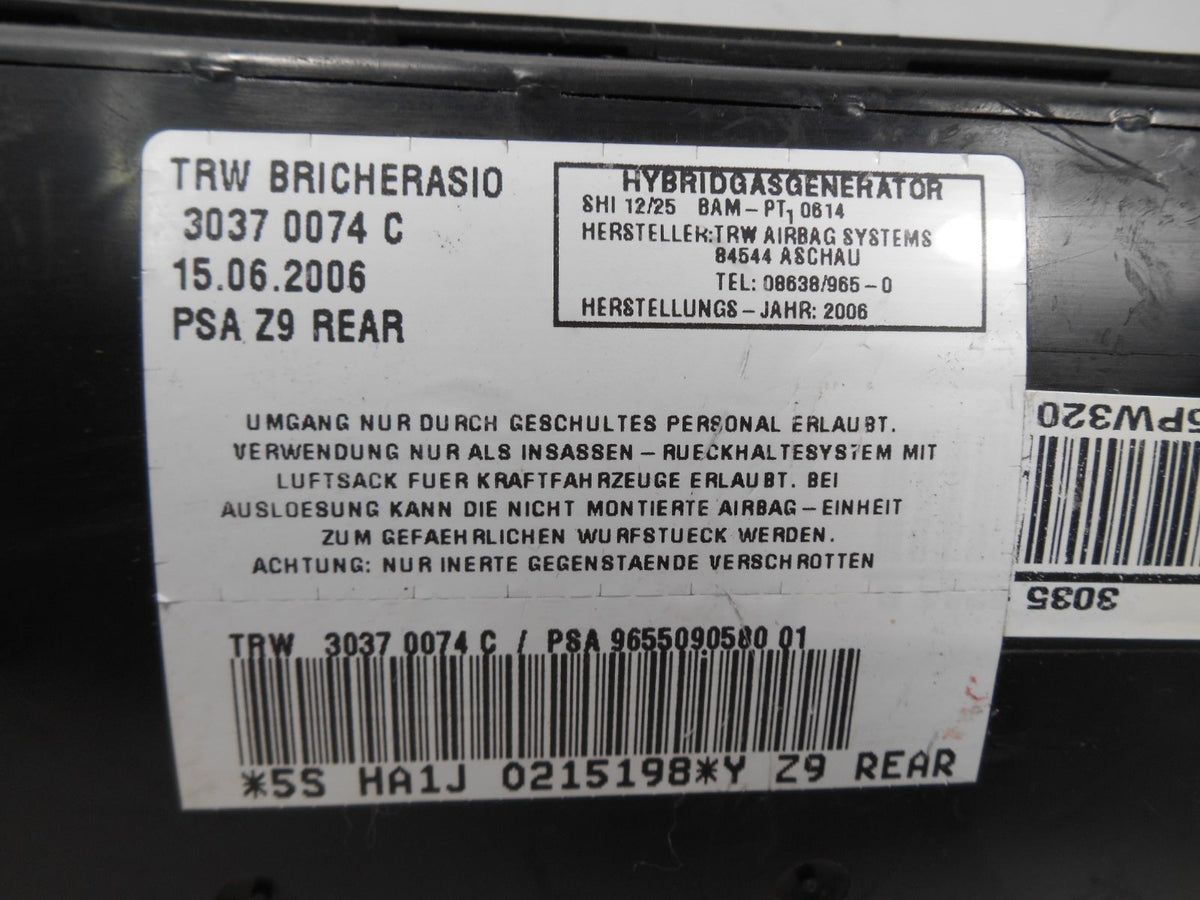 TRW BRICHERASIO
3037 0074 C
15.06.2006
PSA Z9 REAR
HYBRIDGASGENERATOR
SHI 12/25 BAM-PT1 0614
HERSTELLER:TRW AIRBAG SYSTEMS
84544 ASCHAU
TEL: 08638/965-0
HERSTELLUNGS-JAHR: 2006
UMGANG NUR DURCH GESCHULTES PERSONAL ERLAUBT.
VERWENDUNG NUR ALS INSASSEN-RUECKHALTESYSTEM MIT
LUFTSACK FUER KRAFTFAHRZEUGE ERLAUBT. BEI
AUSLOESUNG KANN DIE NICHT MONTIERTE AIRBAG-EINHEIT
ZUM GEFAEHRLICHEN WURFSTUECK WERDEN.
ACHTUNG: NUR INERTE GEGENSTAENDE VERSCHROTTEN
TRW 3037 0074 C / PSA 9655090580 01
*5S HA1J 0215198*Y Z9 REAR
3035